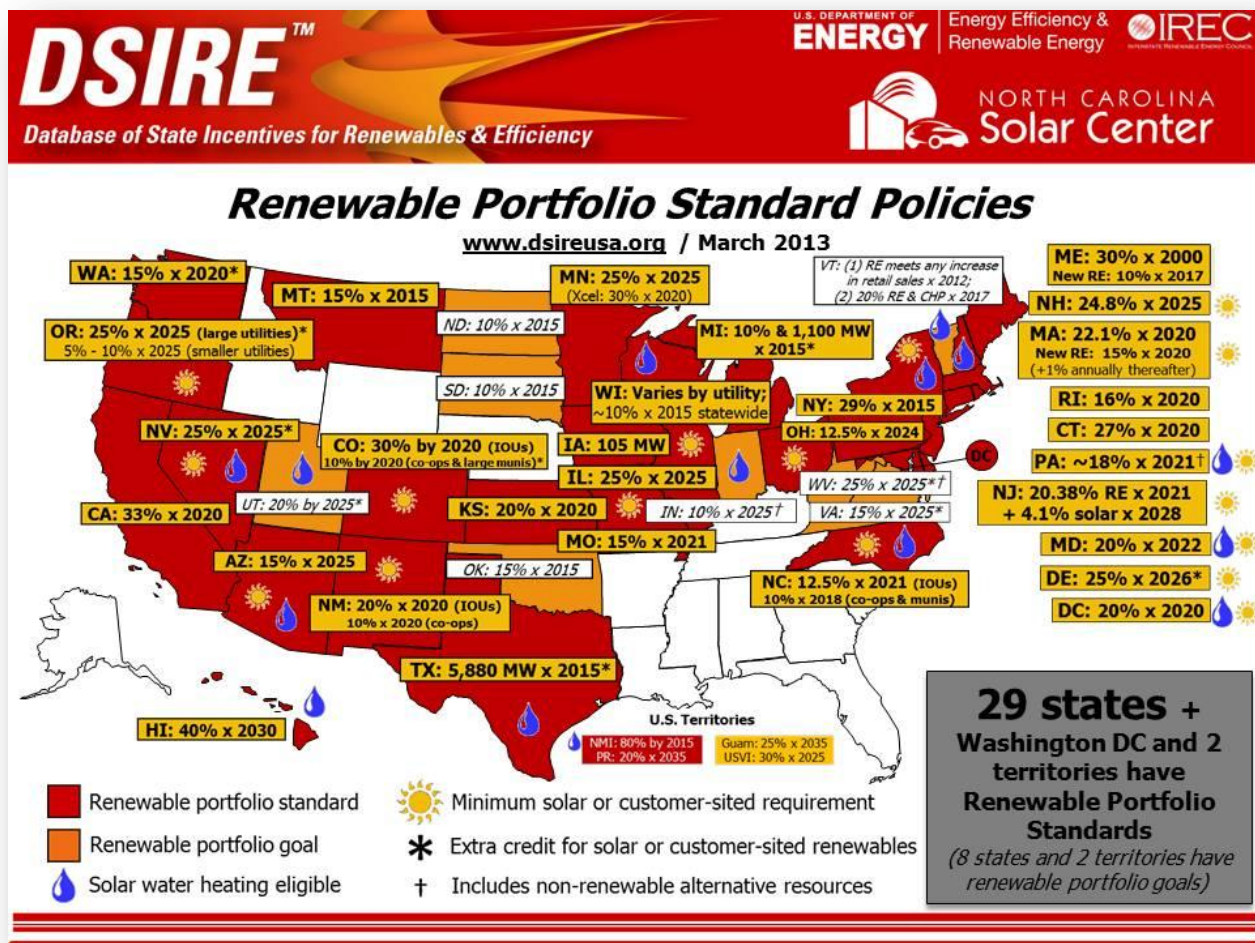 DSIRE™
Database of State Incentives for Renewables & Efficiency
U.S. DEPARTMENT OF
ENERGY
Energy Efficiency &
Renewable Energy
IREC
INTERSTATE RENEWABLE ENERGY COUNCIL
NORTH CAROLINA
Solar Center
Renewable Portfolio Standard Policies
www.dsireusa.org / March 2013
WA: 15% x 2020*
MT: 15% x 2015
MN: 25% x 2025
(Xcel: 30% x 2020)
VT: (1) RE meets any increase
in retail sales x 2012;
(2) 20% RE & CHP x 2017
OR: 25% x 2025 (large utilities)*
5% - 10% x 2025 (smaller utilities)
ND: 10% x 2015
MI: 10% & 1,100 MW
x 2015*
SD: 10% x 2015
WI: Varies by utility;
~10% x 2015 statewide
NY: 29% x 2015
NV: 25% x 2025*
CO: 30% by 2020 (IOUs)
10% by 2020 (co-ops & large munis)*
IA: 105 MW
OH: 12.5% x 2024
DC
IL: 25% x 2025
WV: 25% x 2025*†
UT: 20% by 2025*
CA: 33% x 2020
KS: 20% x 2020
IN: 10% x 2025†
VA: 15% x 2025*
MO: 15% x 2021
AZ: 15% x 2025
OK: 15% x 2015
NM: 20% x 2020 (IOUs)
10% x 2020 (co-ops)
NC: 12.5% x 2021 (IOUs)
10% x 2018 (co-ops & munis)
TX: 5,880 MW x 2015*
HI: 40% x 2030
U.S. Territories
NMI: 80% by 2015
PR: 20% x 2035
Guam: 25% x 2035
USVI: 30% x 2025
ME: 30% x 2000
New RE: 10% x 2017
NH: 24.8% x 2025
MA: 22.1% x 2020
New RE: 15% x 2020
(+1% annually thereafter)
RI: 16% x 2020
CT: 27% x 2020
PA: ~18% x 2021†
NJ: 20.38% RE x 2021
+ 4.1% solar x 2028
MD: 20% x 2022
DE: 25% x 2026*
DC: 20% x 2020
Renewable portfolio standard
Renewable portfolio goal
Solar water heating eligible
Minimum solar or customer-sited requirement
* Extra credit for solar or customer-sited renewables
† Includes non-renewable alternative resources
29 states +
Washington DC and 2
territories have
Renewable Portfolio
Standards
(8 states and 2 territories have
renewable portfolio goals)